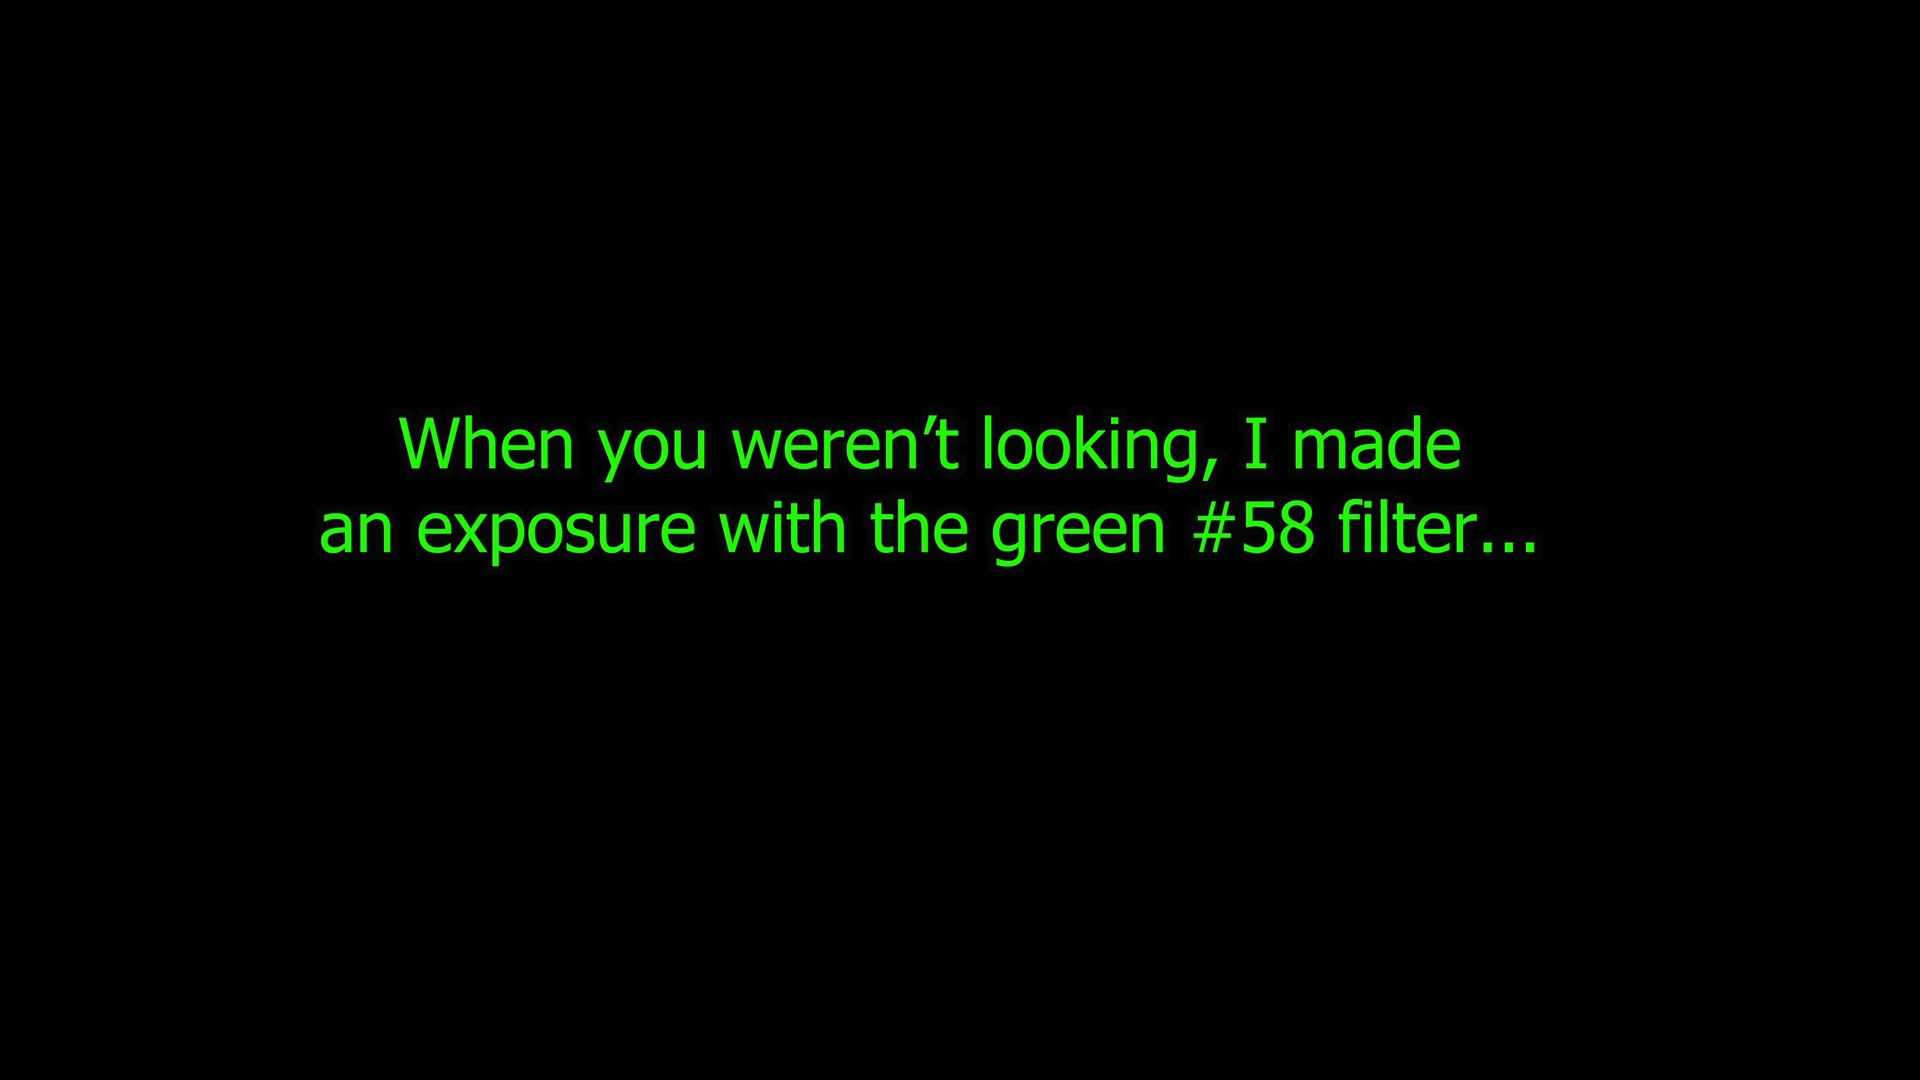 When you weren’t looking, I made
an exposure with the green #58 filter...